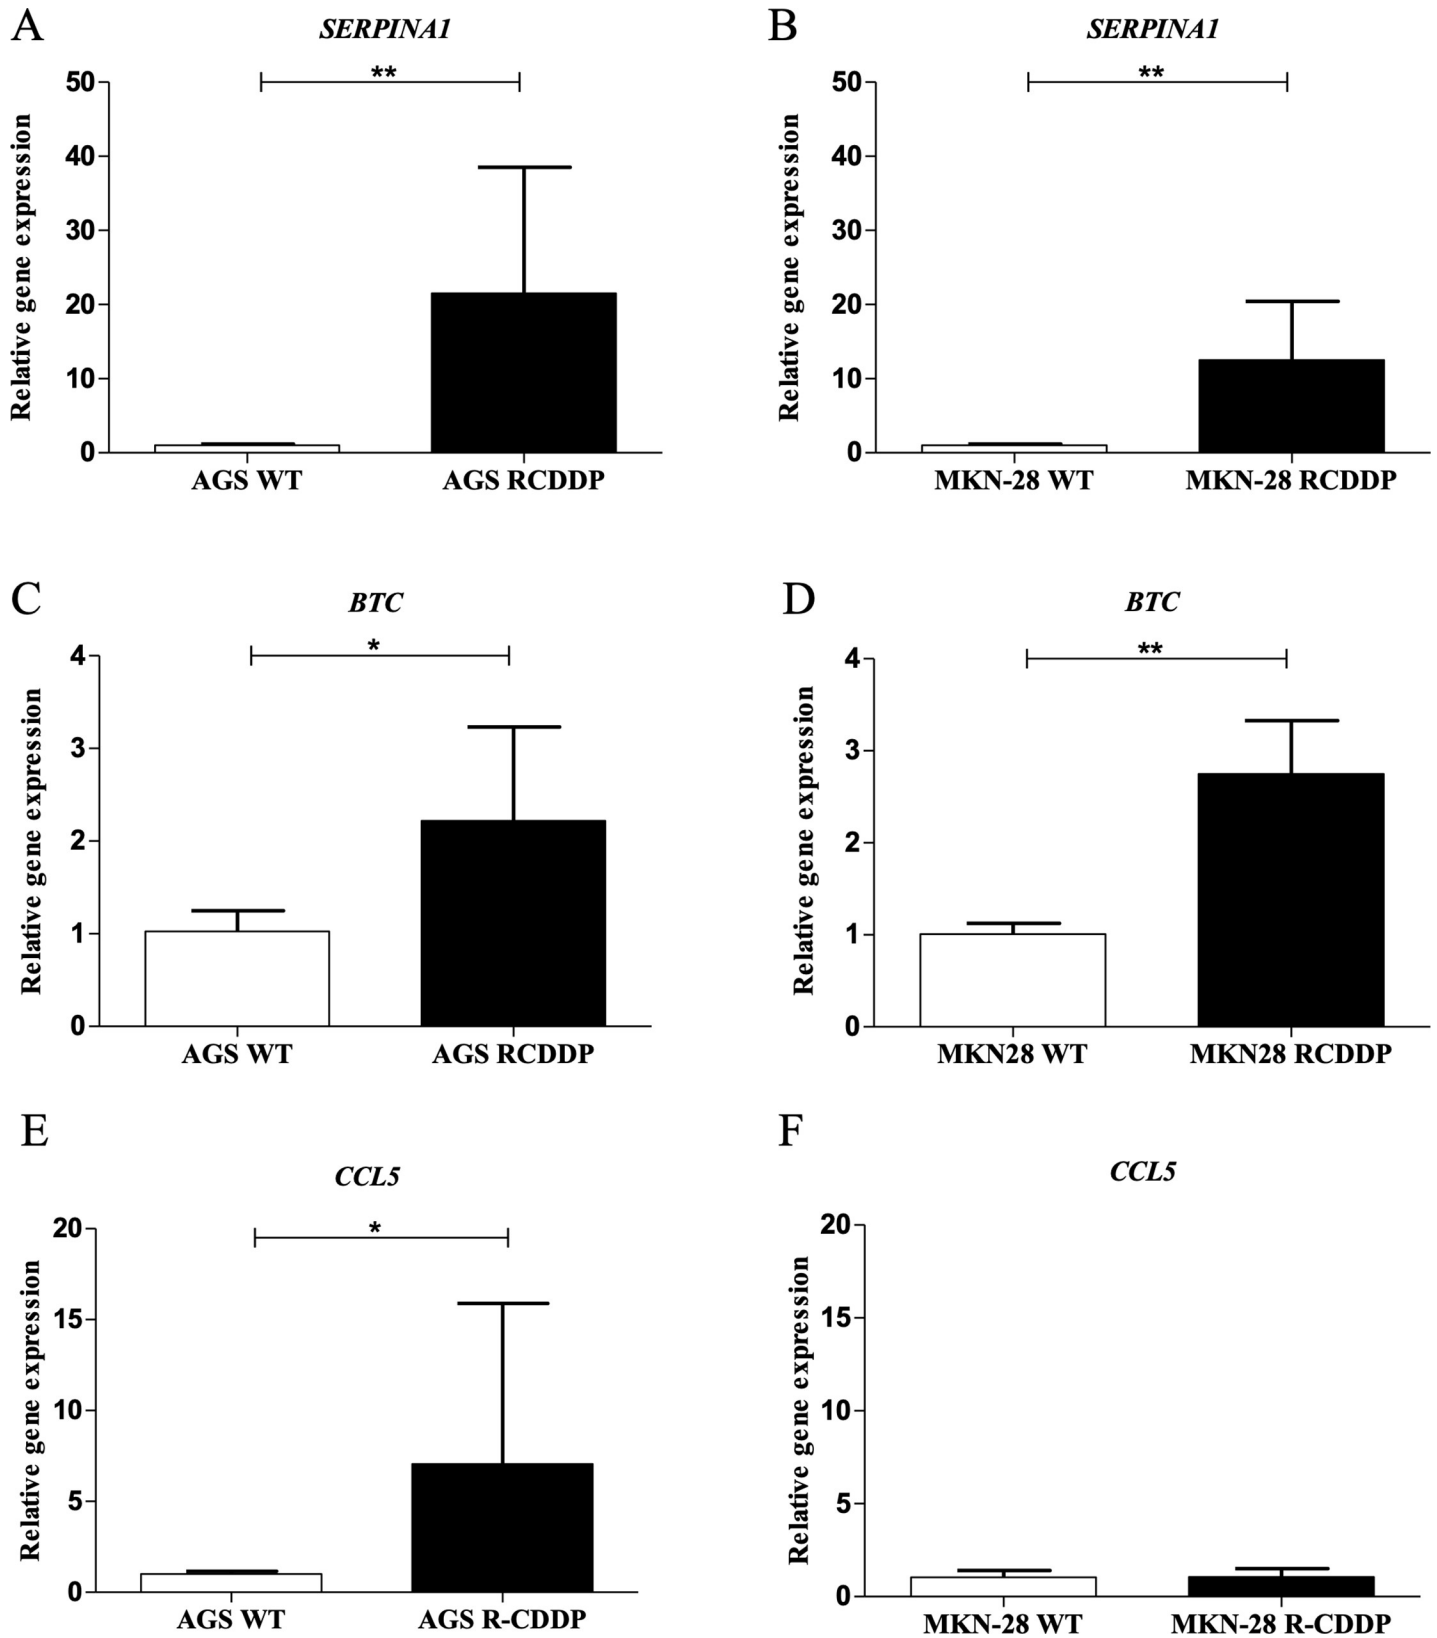 A
SERPINA1
**
50
40
30
20
10
0
Relative gene expression
AGS WT
AGS RCDDP
B
SERPINA1
**
50
40
30
20
10
0
Relative gene expression
MKN-28 WT
MKN-28 RCDDP
C
BTC
*
4
3
2
1
0
Relative gene expression
AGS WT
AGS RCDDP
D
BTC
**
4
3
2
1
0
Relative gene expression
MKN28 WT
MKN28 RCDDP
E
CCL5
*
20
15
10
5
0
Relative gene expression
AGS WT
AGS R-CDDP
F
CCL5
20
15
10
5
0
Relative gene expression
MKN-28 WT
MKN-28 R-CDDP